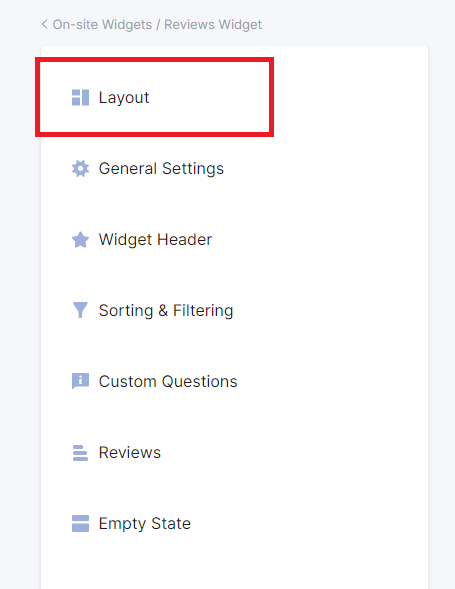 On-site Widgets / Reviews Widget
Layout
General Settings
Widget Header
Sorting & Filtering
Custom Questions
Reviews
Empty State